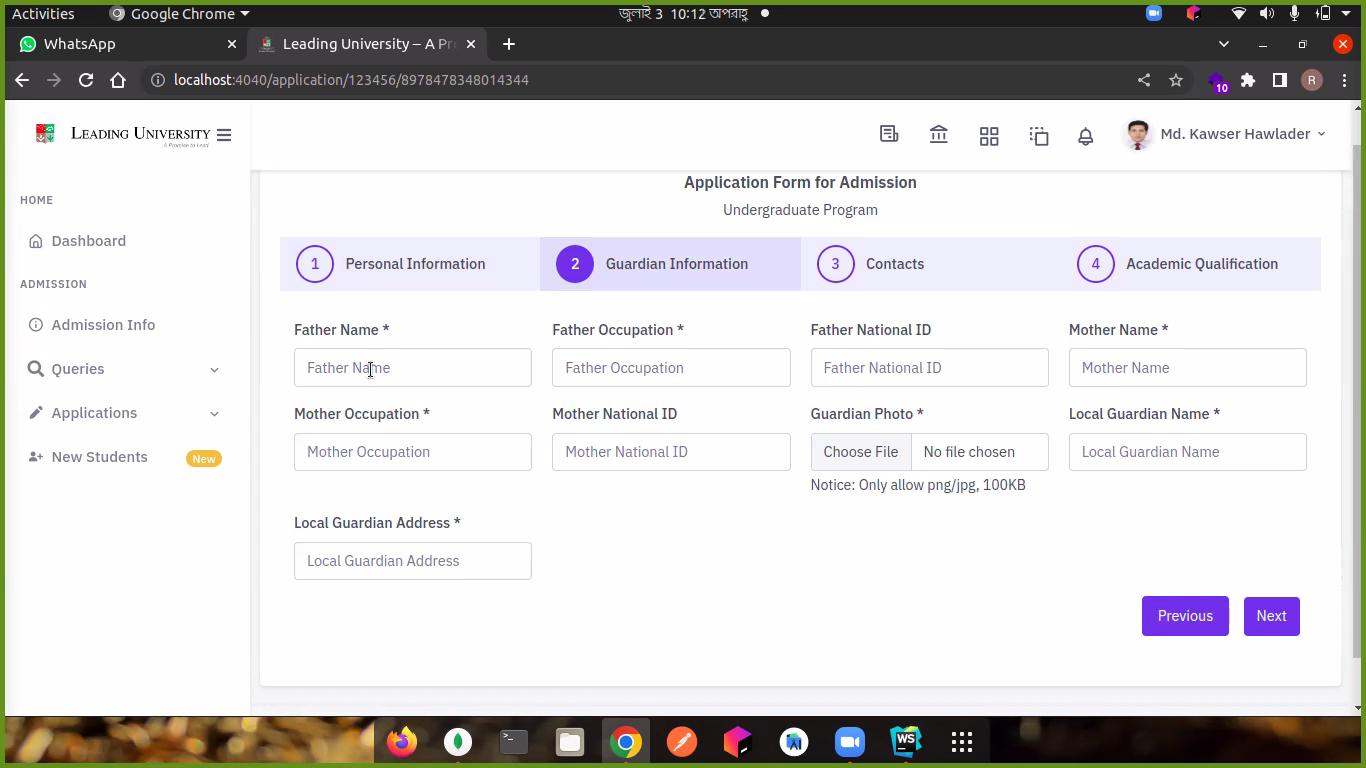 Activities Google Chrome জুলাই 3 10:12 অপরাহ্ণ
WhatsApp Leading University – A Pr
localhost:4040/application/123456/8978478348014344 10 R
LEADING UNIVERSITY
A Promise to Lead
Md. Kawser Hawlader
HOME
Dashboard
ADMISSION
Admission Info
Queries
Applications
New Students New
Application Form for Admission
Undergraduate Program
1 Personal Information 2 Guardian Information 3 Contacts 4 Academic Qualification
Father Name * Father Occupation * Father National ID Mother Name *
Father Name Father Occupation Father National ID Mother Name
Mother Occupation * Mother National ID Guardian Photo * Local Guardian Name *
Mother Occupation Mother National ID Choose File No file chosen Local Guardian Name
Notice: Only allow png/jpg, 100KB
Local Guardian Address *
Local Guardian Address
Previous Next
WS